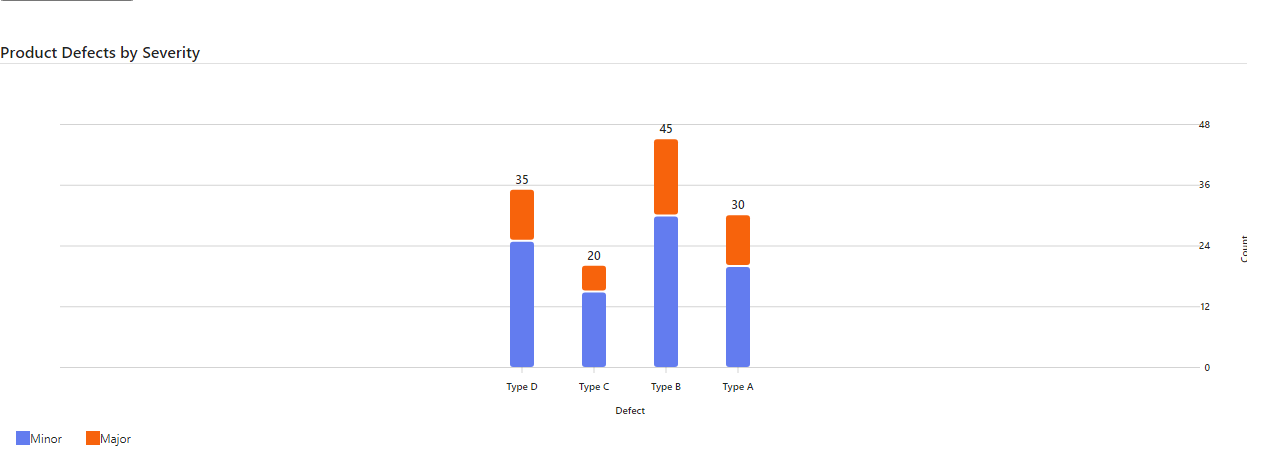 Product Defects by Severity
48
45
35
36
30
24
20
12
0
Count
Type D Type C Type B Type A
Defect
Minor Major